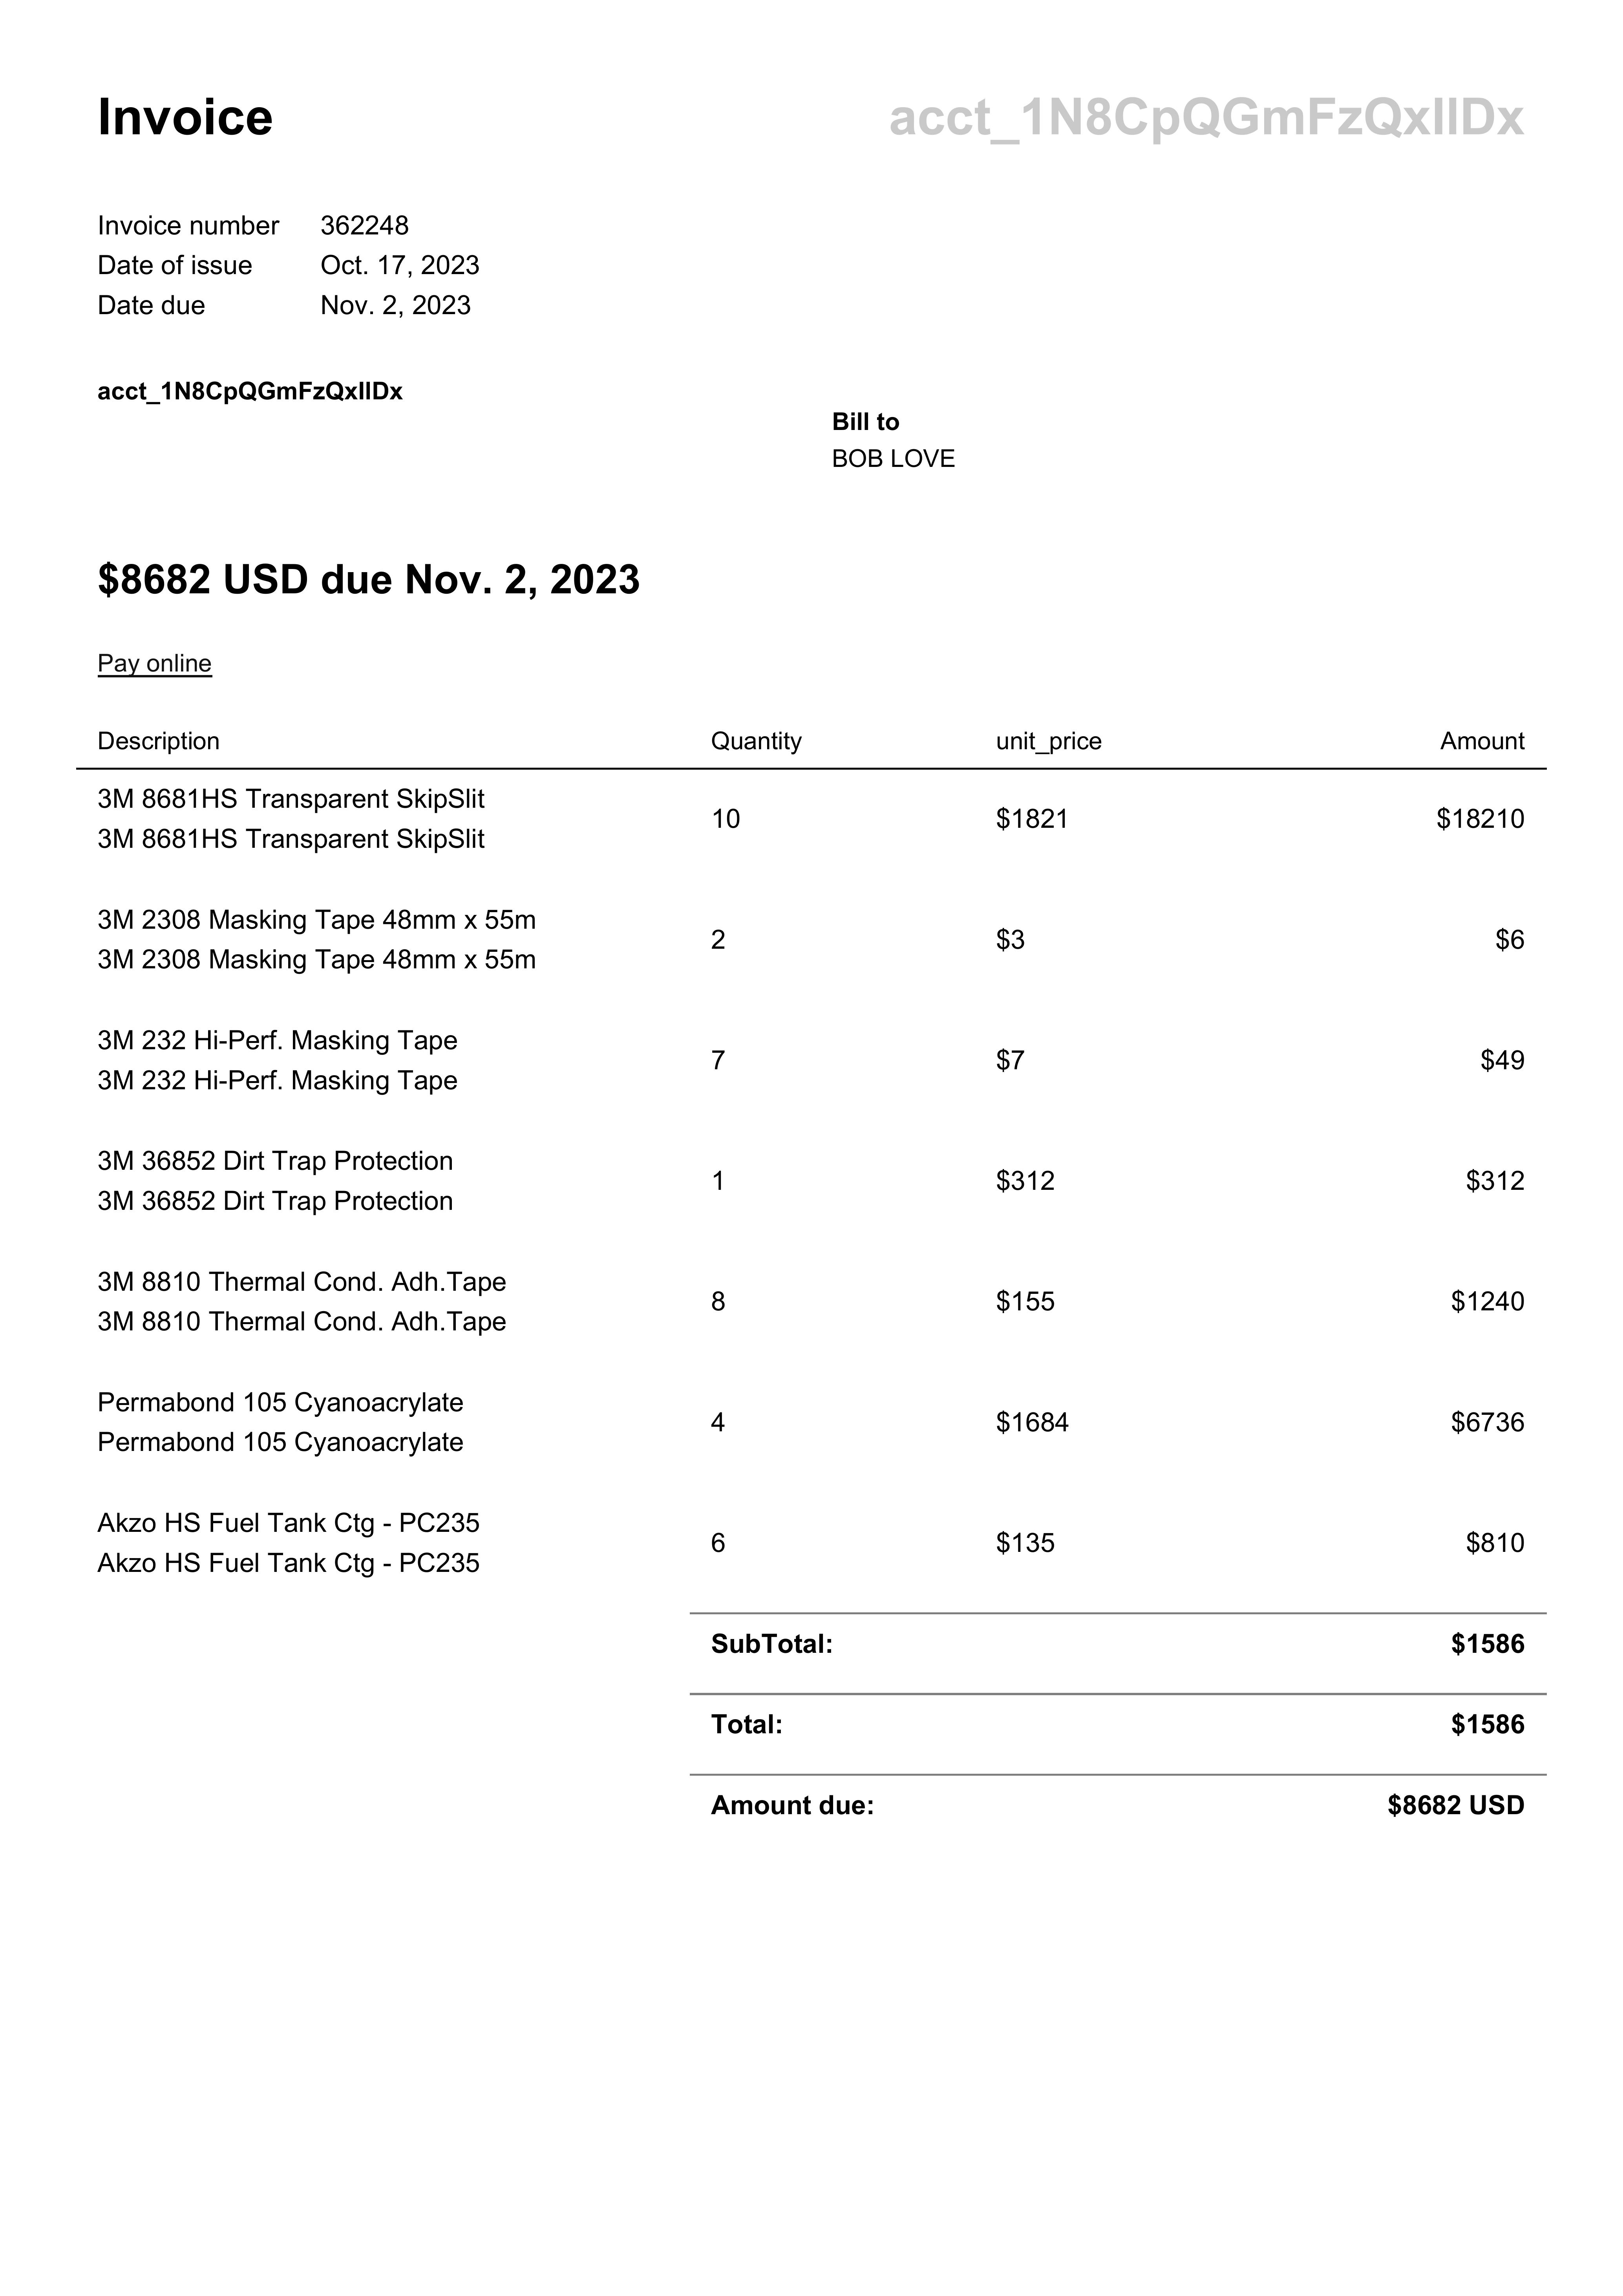 Invoice
acct_1N8CpQGmFzQxIlDx
Invoice number 362248
Date of issue Oct. 17, 2023
Date due Nov. 2, 2023
acct_1N8CpQGmFzQxIlDx
Bill to
BOB LOVE
$8682 USD due Nov. 2, 2023
Pay online
Description Quantity unit_price Amount
3M 8681HS Transparent SkipSlit
10 $1821 $18210
3M 8681HS Transparent SkipSlit
3M 2308 Masking Tape 48mm x 55m
2 $3 $6
3M 2308 Masking Tape 48mm x 55m
3M 232 Hi-Perf. Masking Tape
7 $7 $49
3M 232 Hi-Perf. Masking Tape
3M 36852 Dirt Trap Protection
1 $312 $312
3M 36852 Dirt Trap Protection
3M 8810 Thermal Cond. Adh.Tape
8 $155 $1240
3M 8810 Thermal Cond. Adh.Tape
Permabond 105 Cyanoacrylate
4 $1684 $6736
Permabond 105 Cyanoacrylate
Akzo HS Fuel Tank Ctg - PC235
6 $135 $810
Akzo HS Fuel Tank Ctg - PC235
SubTotal: $1586
Total: $1586
Amount due: $8682 USD